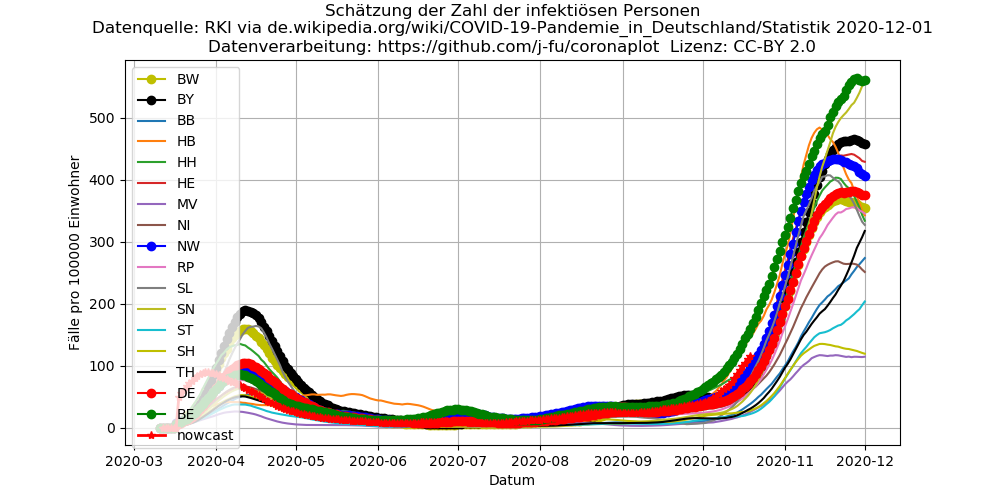 Schätzung der Zahl der infektiösen Personen
Datenquelle: RKI via de.wikipedia.org/wiki/COVID-19-Pandemie_in_Deutschland/Statistik 2020-12-01
Datenverarbeitung: https://github.com/j-fu/coronaplot Lizenz: CC-BY 2.0
Fälle pro 100000 Einwohner
500
400
300
200
100
0
BW
BY
BB
HB
HH
HE
MV
NI
NW
RP
SL
SN
ST
SH
TH
DE
BE
nowcast
2020-03 2020-04 2020-05 2020-06 2020-07 2020-08 2020-09 2020-10 2020-11 2020-12
Datum